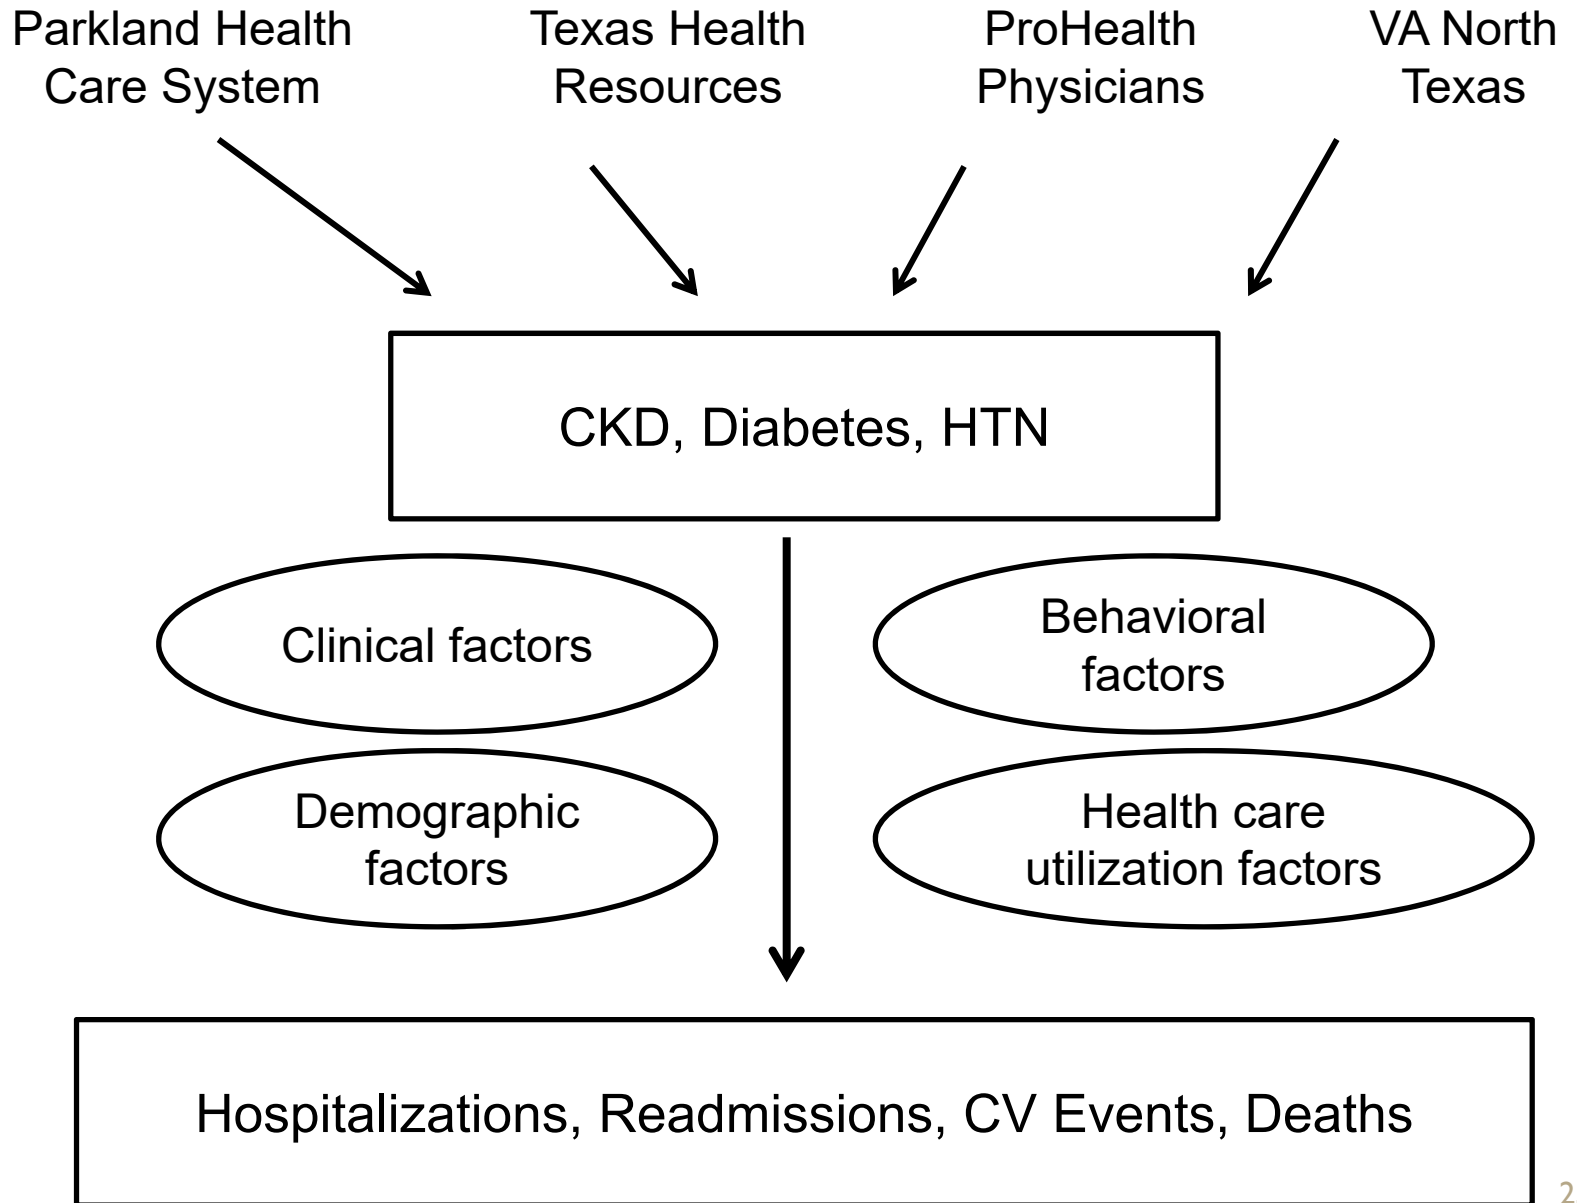 Parkland Health
Care System
Texas Health
Resources
ProHealth
Physicians
VA North
Texas
CKD, Diabetes, HTN
Clinical factors
Behavioral
factors
Demographic
factors
Health care
utilization factors
Hospitalizations, Readmissions, CV Events, Deaths
2